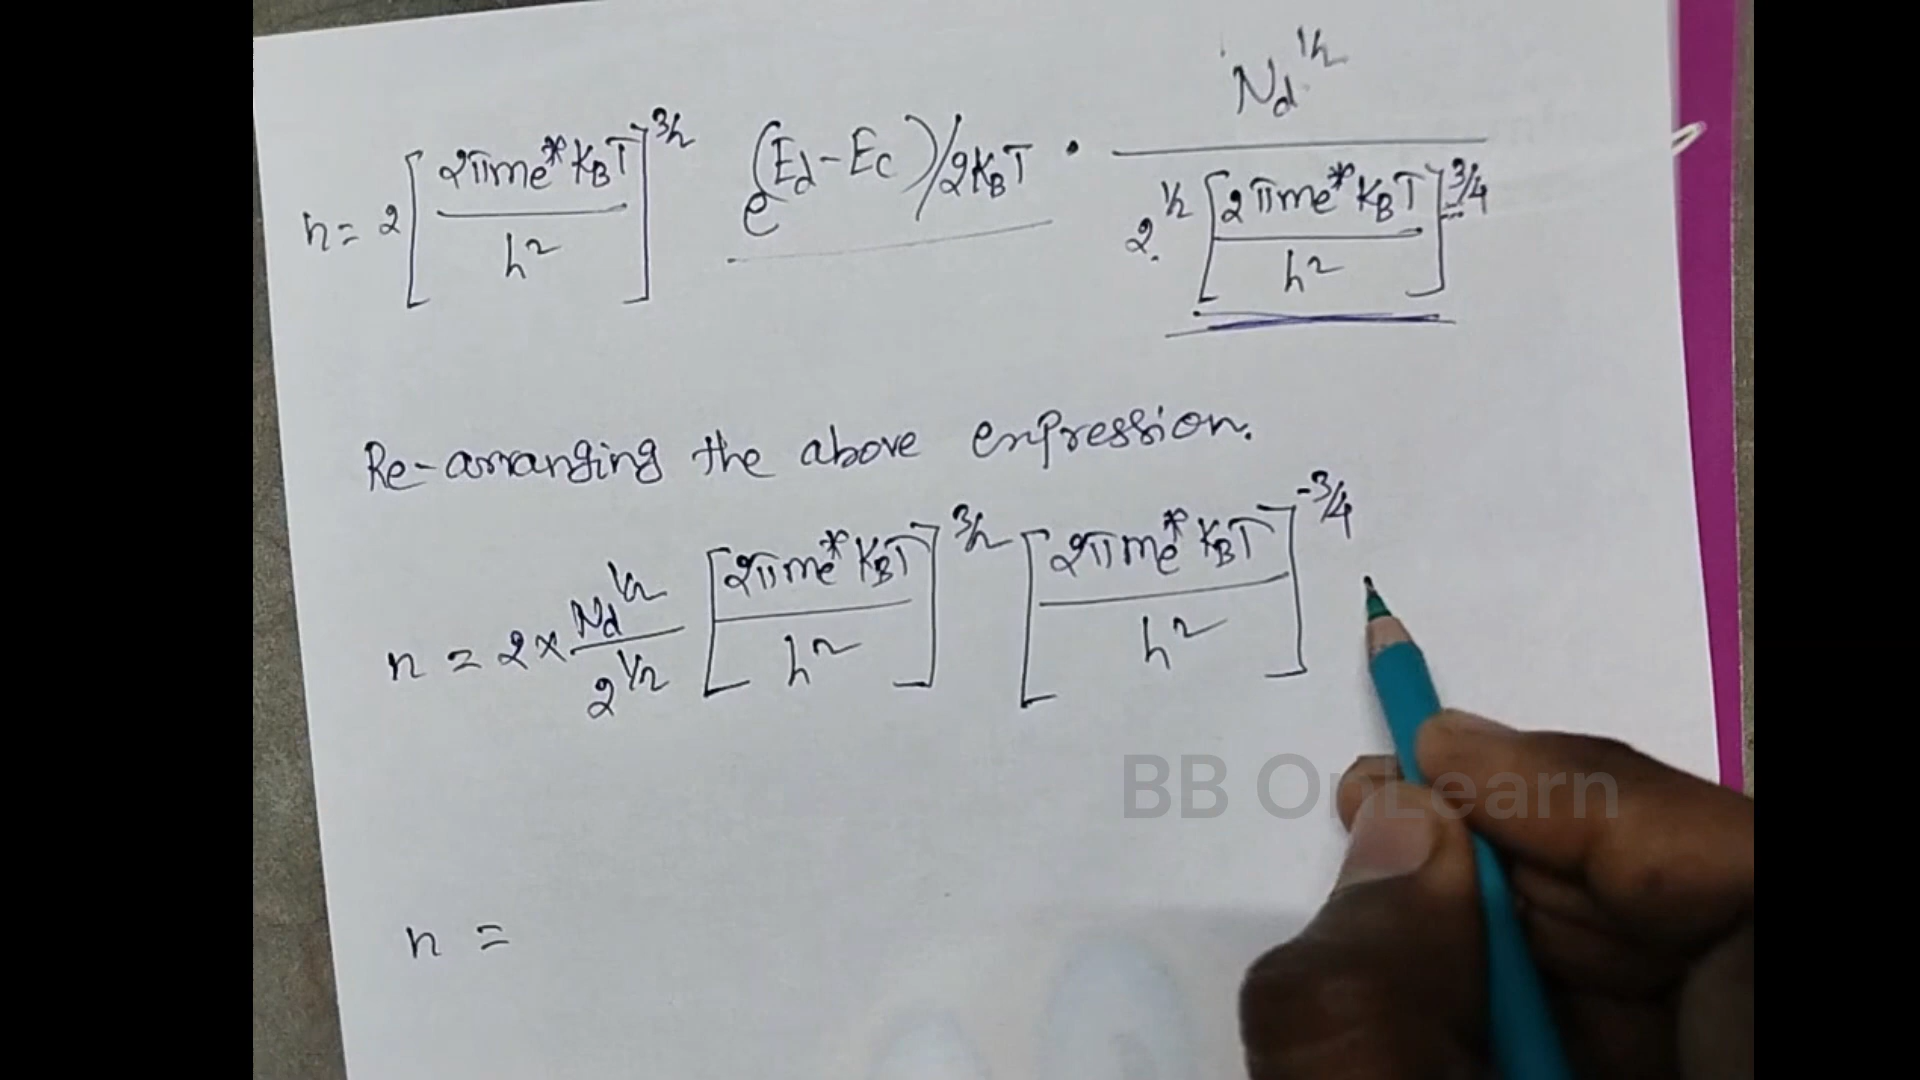 n = 2 [2πme*KBT / h²]^3/2 e^(Ed-Ec)/2KBT · Nd^1/2 / 2^1/2 [2πme*KBT / h²]^3/4
Re-arranging the above expression.
n = 2 × Nd^1/2 / 2^1/2 [2πme*KBT / h²]^3/2 [2πme*KBT / h²]^-3/4
BB OnLearn
n =